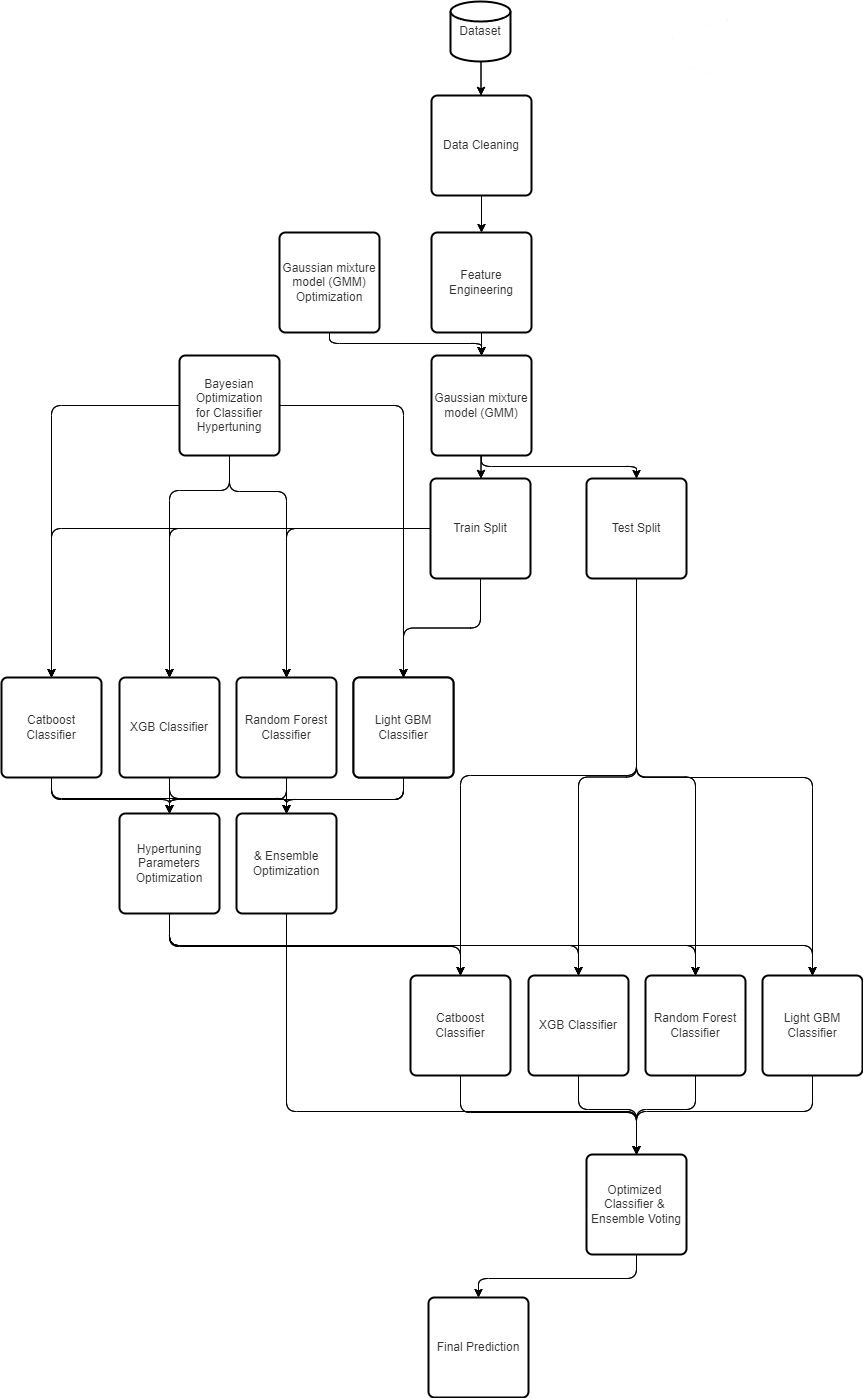 Dataset
Data Cleaning
Gaussian mixture
model (GMM)
Optimization
Feature
Engineering
Bayesian
Optimization
for Classifier
Hypertuning
Gaussian mixture
model (GMM)
Train Split
Test Split
Catboost
Classifier
XGB Classifier
Random Forest
Classifier
Light GBM
Classifier
Hypertuning
Parameters
Optimization
& Ensemble
Optimization
Catboost
Classifier
XGB Classifier
Random Forest
Classifier
Light GBM
Classifier
Optimized
Classifier &
Ensemble Voting
Final Prediction